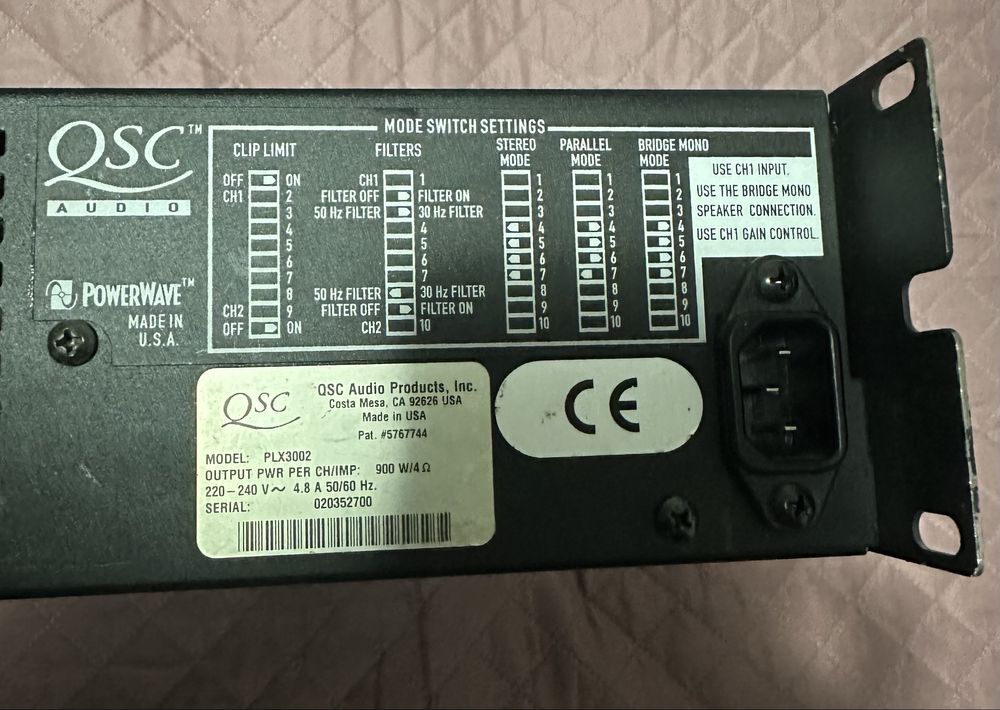 QSC™
AUDIO
POWERWAVE™
MADE IN
U.S.A.
MODE SWITCH SETTINGS
CLIP LIMIT
OFF ON
CH1 2
3
4
5
6
7
8
CH2 9
OFF ON
FILTERS
CH1 1
FILTER OFF FILTER ON
50 Hz FILTER 30 Hz FILTER
4
5
6
7
50 Hz FILTER 30 Hz FILTER
FILTER OFF FILTER ON
CH2 10
STEREO
MODE
1
2
3
4
5
6
7
8
9
10
PARALLEL
MODE
1
2
3
4
5
6
7
8
9
10
BRIDGE MONO
MODE
1
2
3
4
5
6
7
8
9
10
USE CH1 INPUT.
USE THE BRIDGE MONO
SPEAKER CONNECTION.
USE CH1 GAIN CONTROL.
QSC
QSC Audio Products, Inc.
Costa Mesa, CA 92626 USA
Made in USA
Pat. #5767744
MODEL: PLX3002
OUTPUT PWR PER CH/IMP: 900 W/4 Ω
220–240 V~ 4.8 A 50/60 Hz.
SERIAL: 020352700
CE